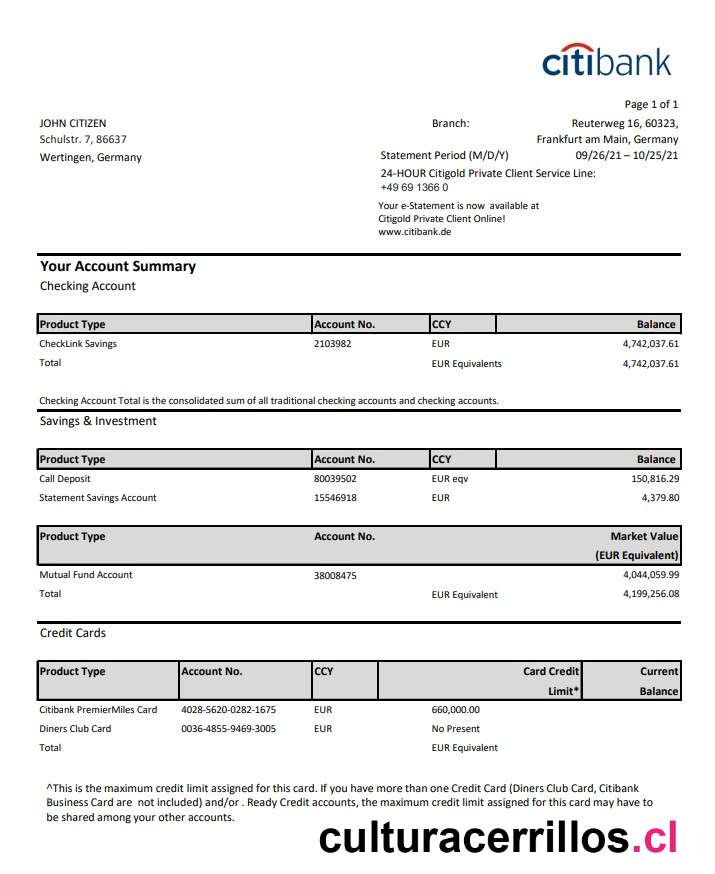 citibank
Page 1 of 1
JOHN CITIZEN
Schulstr. 7, 86637
Wertingen, Germany
Branch: Reuterweg 16, 60323,
Frankfurt am Main, Germany
Statement Period (M/D/Y) 09/26/21 – 10/25/21
24-HOUR Citigold Private Client Service Line:
+49 69 1366 0
Your e-Statement is now available at
Citigold Private Client Online!
www.citibank.de
Your Account Summary
Checking Account
Product Type Account No. CCY Balance
CheckLink Savings 2103982 EUR 4,742,037.61
Total EUR Equivalents 4,742,037.61
Checking Account Total is the consolidated sum of all traditional checking accounts and checking accounts.
Savings & Investment
Product Type Account No. CCY Balance
Call Deposit 80039502 EUR eqv 150,816.29
Statement Savings Account 15546918 EUR 4,379.80
Product Type Account No. Market Value
(EUR Equivalent)
Mutual Fund Account 38008475 4,044,059.99
Total EUR Equivalent 4,199,256.08
Credit Cards
Product Type Account No. CCY Card Credit Current
Limit* Balance
Citibank PremierMiles Card 4028-5620-0282-1675 EUR 660,000.00
Diners Club Card 0036-4855-9469-3005 EUR No Present
Total EUR Equivalent
^This is the maximum credit limit assigned for this card. If you have more than one Credit Card (Diners Club Card, Citibank
Business Card are not included) and/or . Ready Credit accounts, the maximum credit limit assigned for this card may have to
be shared among your other accounts.
culturacerrillos.cl